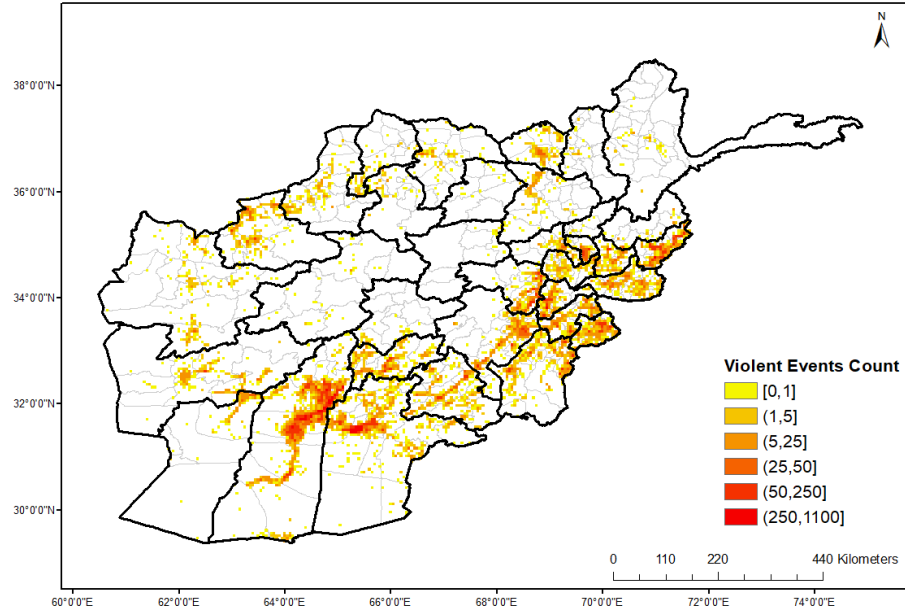 N
38°0'0"N
36°0'0"N
34°0'0"N
32°0'0"N
30°0'0"N
Violent Events Count
[0,1]
(1,5]
(5,25]
(25,50]
(50,250]
(250,1100]
0 110 220 440 Kilometers
60°0'0"E 62°0'0"E 64°0'0"E 66°0'0"E 68°0'0"E 70°0'0"E 72°0'0"E 74°0'0"E